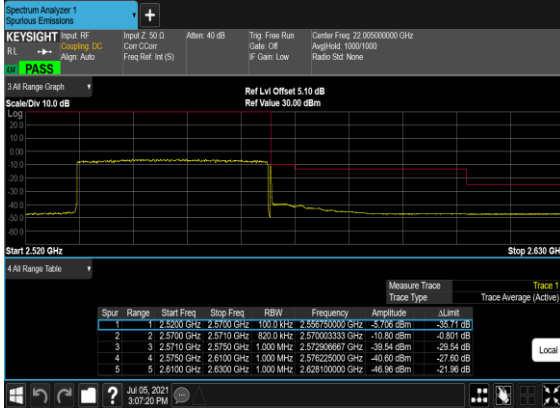 Spectrum Analyzer 1
Spurious Emissions
+
KEYSIGHT Input: RF Input Z: 50 Ω Atten: 40 dB Trig: Free Run Center Freq: 22.005000000 GHz
RL Coupling: DC Corr CCorr Gate: Off Avg|Hold: 1000/1000
Align: Auto Freq Ref: Int (S) IF Gain: Low Radio Std: None
PASS
3 All Range Graph
Ref Lvl Offset 5.10 dB
Scale/Div 10.0 dB Ref Value 30.00 dBm
Log
20.0
10.0
0.00
-10.0
-20.0
-30.0
-40.0
-50.0
-60.0
Start 2.520 GHz Stop 2.630 GH
4 All Range Table
Measure Trace Trace 1
Trace Type Trace Average (Active)
Spur Range Start Freq Stop Freq RBW Frequency Amplitude ΔLimit
1 1 2.5200 GHz 2.5700 GHz 100.0 kHz 2.556750000 GHz -5.706 dBm -35.71 dB
2 2 2.5700 GHz 2.5710 GHz 820.0 kHz 2.570003333 GHz -10.80 dBm -0.801 dB
3 3 2.5710 GHz 2.5750 GHz 1.000 MHz 2.572906667 GHz -39.54 dBm -29.54 dB
4 4 2.5750 GHz 2.6100 GHz 1.000 MHz 2.576225000 GHz -40.60 dBm -27.60 dB
5 5 2.6100 GHz 2.6300 GHz 1.000 MHz 2.628100000 GHz -46.96 dBm -21.96 dB
Local
?
Jul 05, 2021
3:07:20 PM